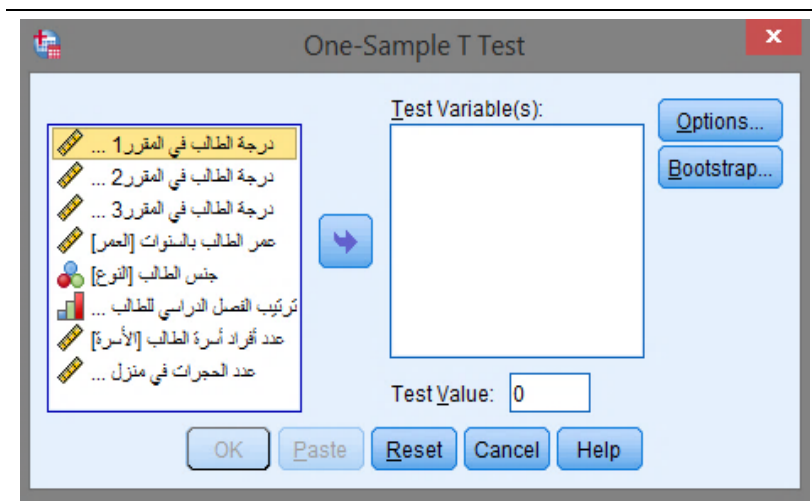 One-Sample T Test
Test Variable(s):
درجة الطالب في المقرر1 ...
درجة الطالب في المقرر2 ...
درجة الطالب في المقرر3 ...
عمر الطالب بالسنوات [العمر]
جنس الطالب [النوع]
ترتيب الفصل الدراسي للطالب ...
عدد أفراد أسرة الطالب [الأسرة]
عدد الحجرات في منزل ...
Options...
Bootstrap...
Test Value: 0
OK Paste Reset Cancel Help